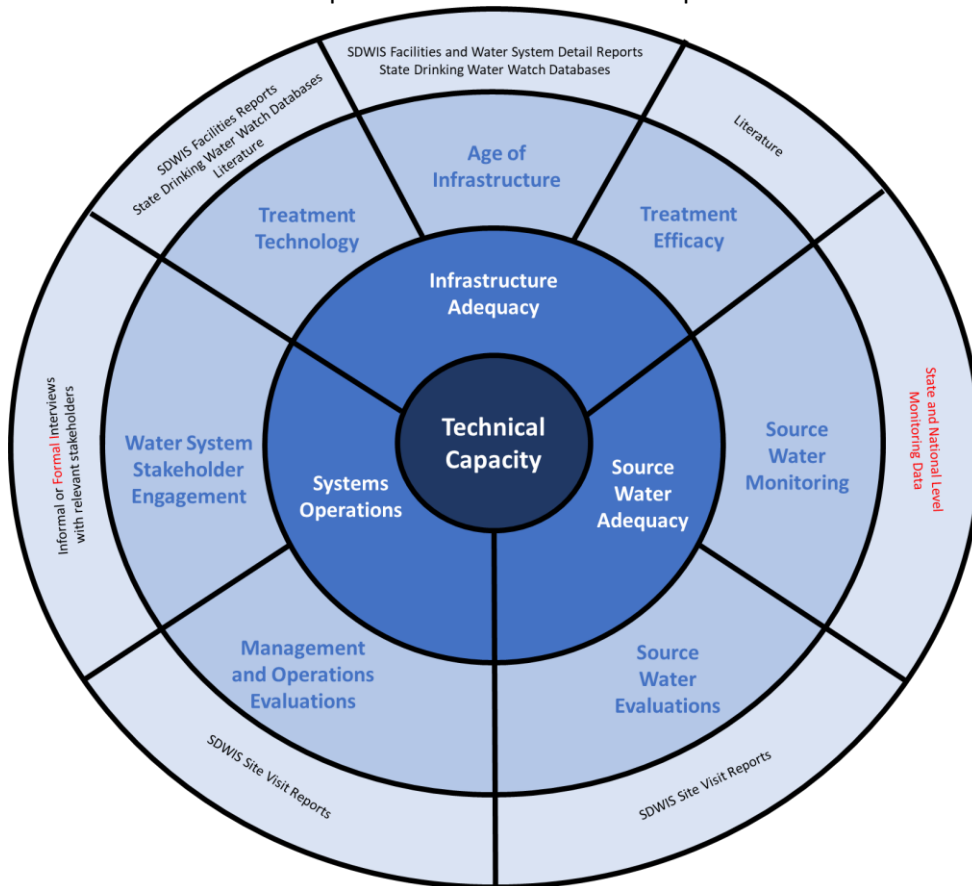 SDWIS Facilities and Water System Detail Reports
State Drinking Water Watch Databases
SDWIS Facilities Reports
State Drinking Water Watch Databases
Literature
Literature
Age of
Infrastructure
Treatment
Technology
Treatment
Efficacy
Infrastructure
Adequacy
Technical
Capacity
Informal or Formal Interviews
with relevant stakeholders
Water System
Stakeholder
Engagement
Systems
Operations
Source
Water
Adequacy
Source
Water
Monitoring
State and National Level
Monitoring Data
Management
and Operations
Evaluations
Source
Water
Evaluations
SDWIS Site Visit Reports
SDWIS Site Visit Reports